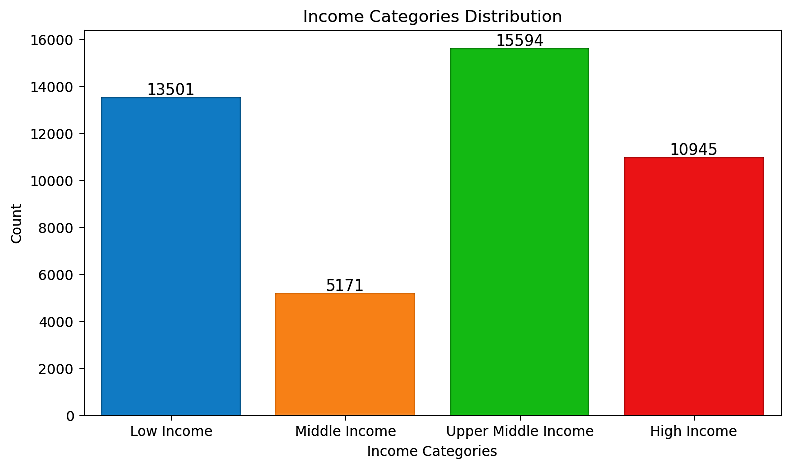 Income Categories Distribution
16000
14000
12000
10000
8000
6000
4000
2000
0
Count
13501
5171
15594
10945
Low Income
Middle Income
Upper Middle Income
High Income
Income Categories